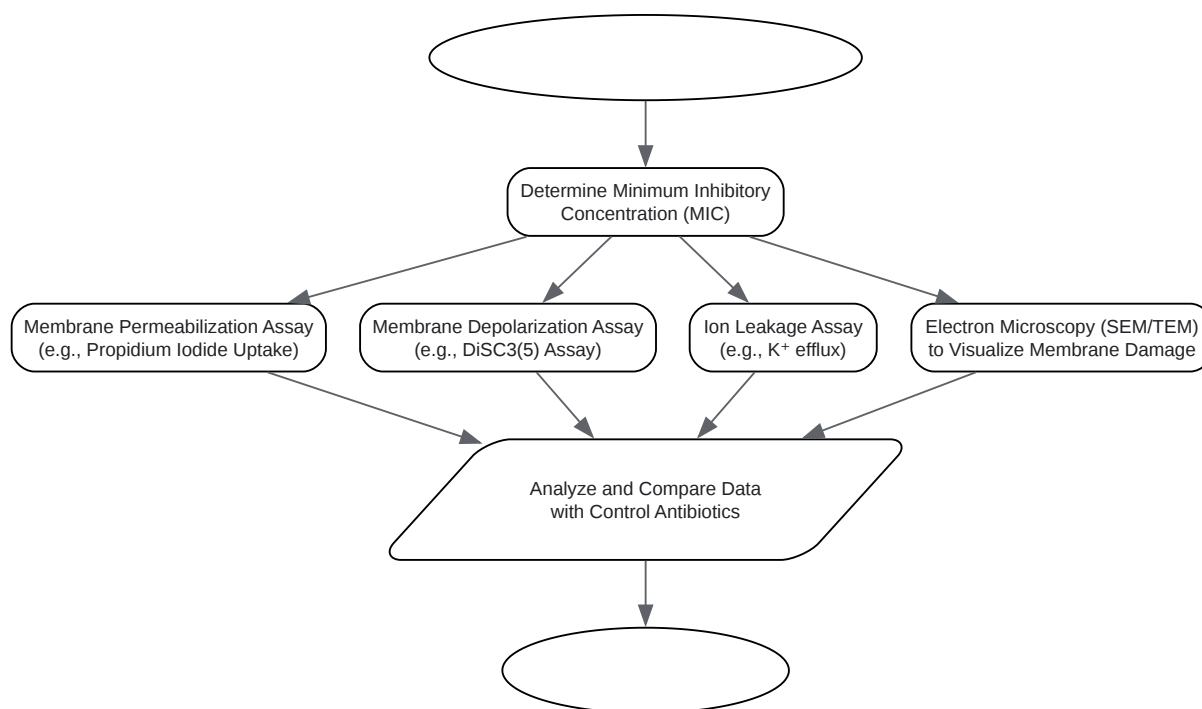 Determine Minimum Inhibitory
Concentration (MIC)
Membrane Permeabilization Assay
(e.g., Propidium Iodide Uptake)
Membrane Depolarization Assay
(e.g., DiSC3(5) Assay)
Ion Leakage Assay
(e.g., K⁺ efflux)
Electron Microscopy (SEM/TEM)
to Visualize Membrane Damage
Analyze and Compare Data
with Control Antibiotics